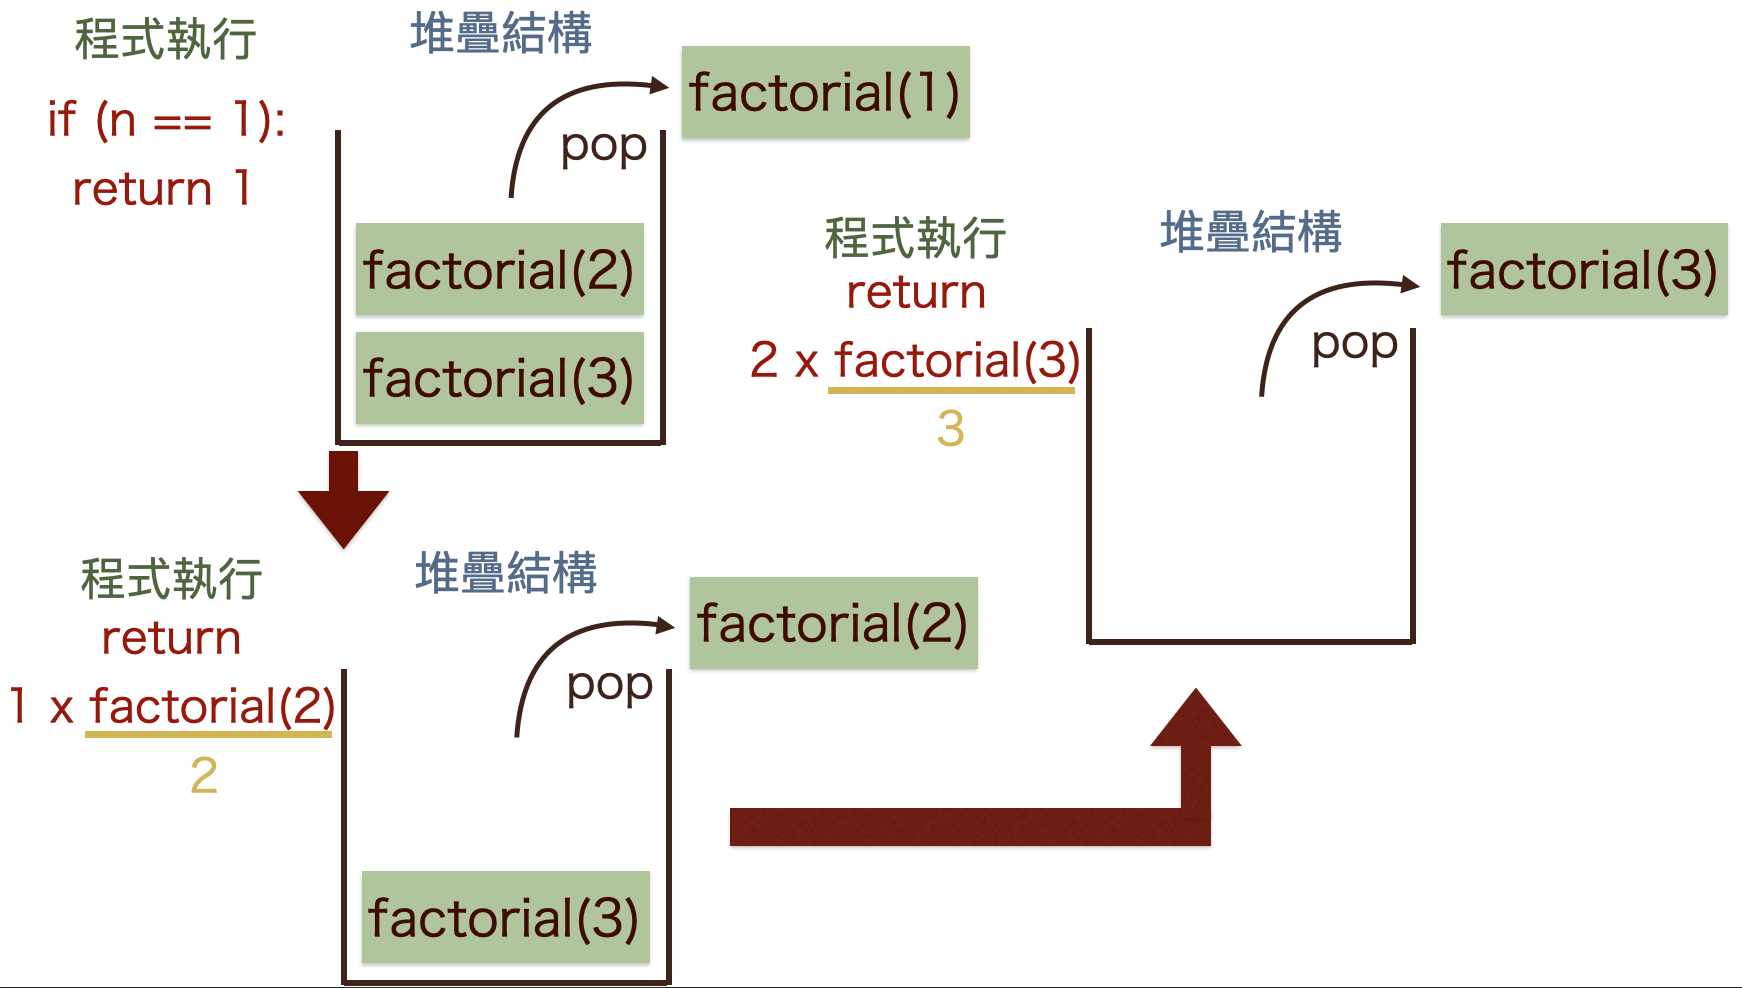 程式執行
堆疊結構
if (n == 1):
return 1
pop
factorial(1)
factorial(2)
factorial(3)
程式執行
return
1 x factorial(2)
2
堆疊結構
pop
factorial(2)
factorial(3)
程式執行
return
2 x factorial(3)
3
堆疊結構
pop
factorial(3)